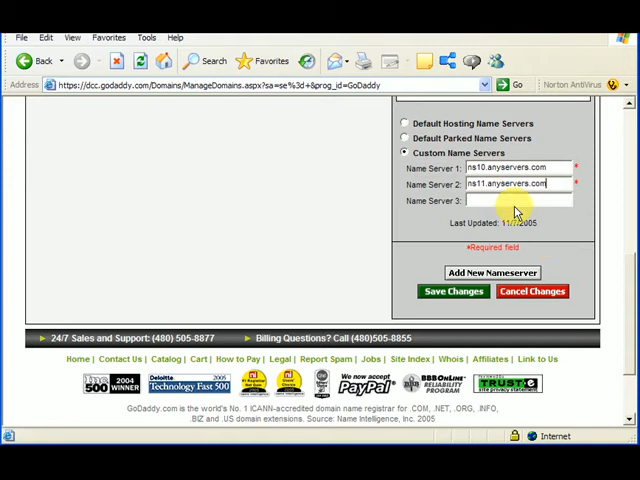 File Edit View Favorites Tools Help
Back Search Favorites
Address https://dcc.godaddy.com/Domains/ManageDomains.aspx?sa=se%3d+&prog_id=GoDaddy Go Norton AntiVirus
Default Hosting Name Servers
Default Parked Name Servers
Custom Name Servers
Name Server 1: ns10.anyservers.com *
Name Server 2: ns11.anyservers.com *
Name Server 3:
Last Updated: 11/7/2005
*Required field
Add New Nameserver
Save Changes Cancel Changes
24/7 Sales and Support: (480) 505-8877 Billing Questions? Call (480)505-8855
Home | Contact Us | Catalog | Cart | How to Pay | Legal | Report Spam | Jobs | Site Index | Whois | Affiliates | Link to Us
Inc 500 2004 WINNER Deloitte Technology Fast 500 WE ACCEPT PayPal BBBOnLine RELIABILITY PROGRAM TRUSTe site privacy statement
GoDaddy.com is the world's No. 1 ICANN-accredited domain name registrar for .COM, .NET, .ORG, .INFO,
.BIZ and .US domain extensions. Source: Name Intelligence, Inc. 2005
Internet